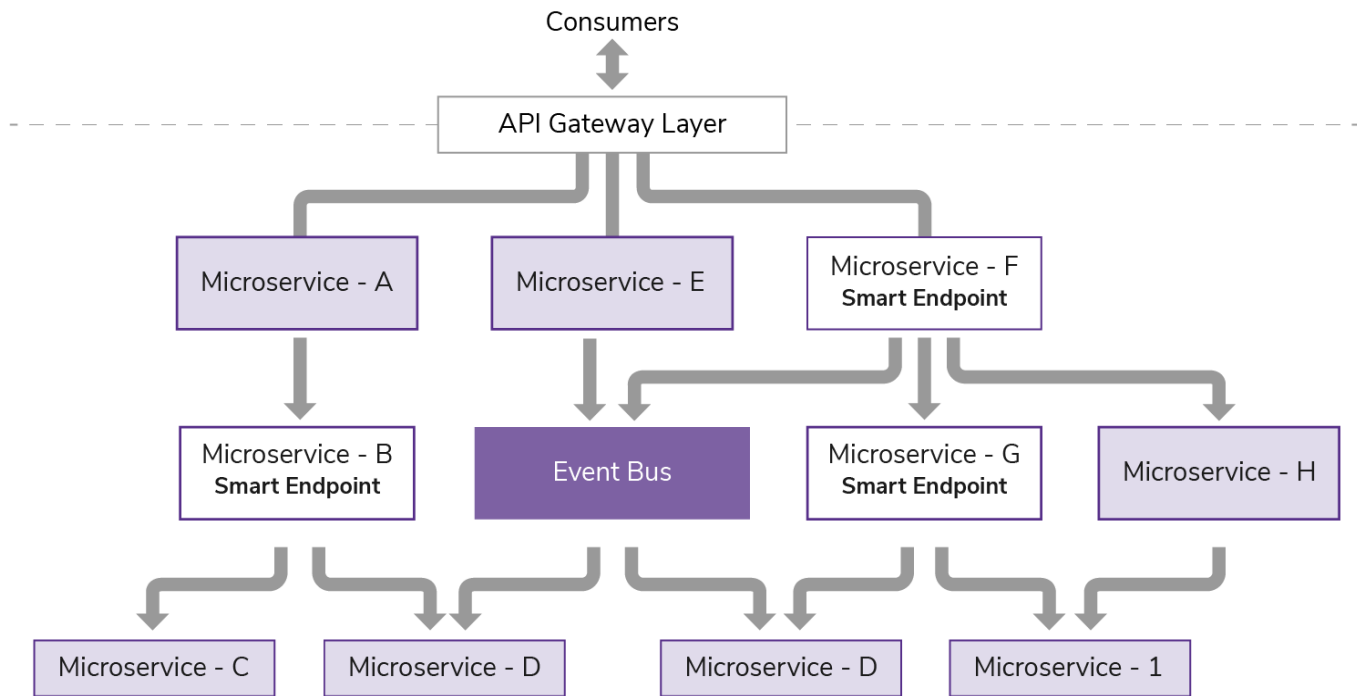 Consumers
API Gateway Layer
Microservice - A
Microservice - E
Microservice - F
Smart Endpoint
Microservice - B
Smart Endpoint
Event Bus
Microservice - G
Smart Endpoint
Microservice - H
Microservice - C
Microservice - D
Microservice - D
Microservice - 1